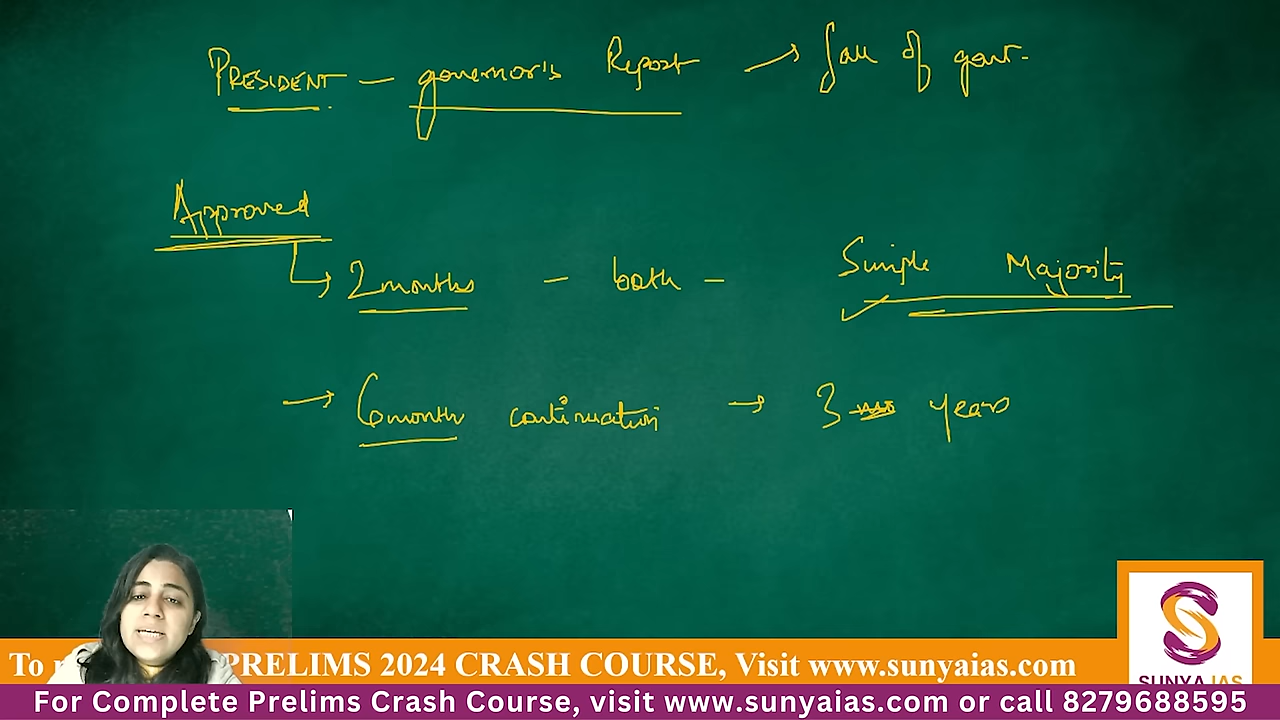 PRESIDENT — governor's Report → fall of govt.
Approved
2 months – both – Simple Majority
→ 6 month continuation → 3 years
SUNYA IAS
To PRELIMS 2024 CRASH COURSE, Visit www.sunyaias.com
For Complete Prelims Crash Course, visit www.sunyaias.com or call 8279688595